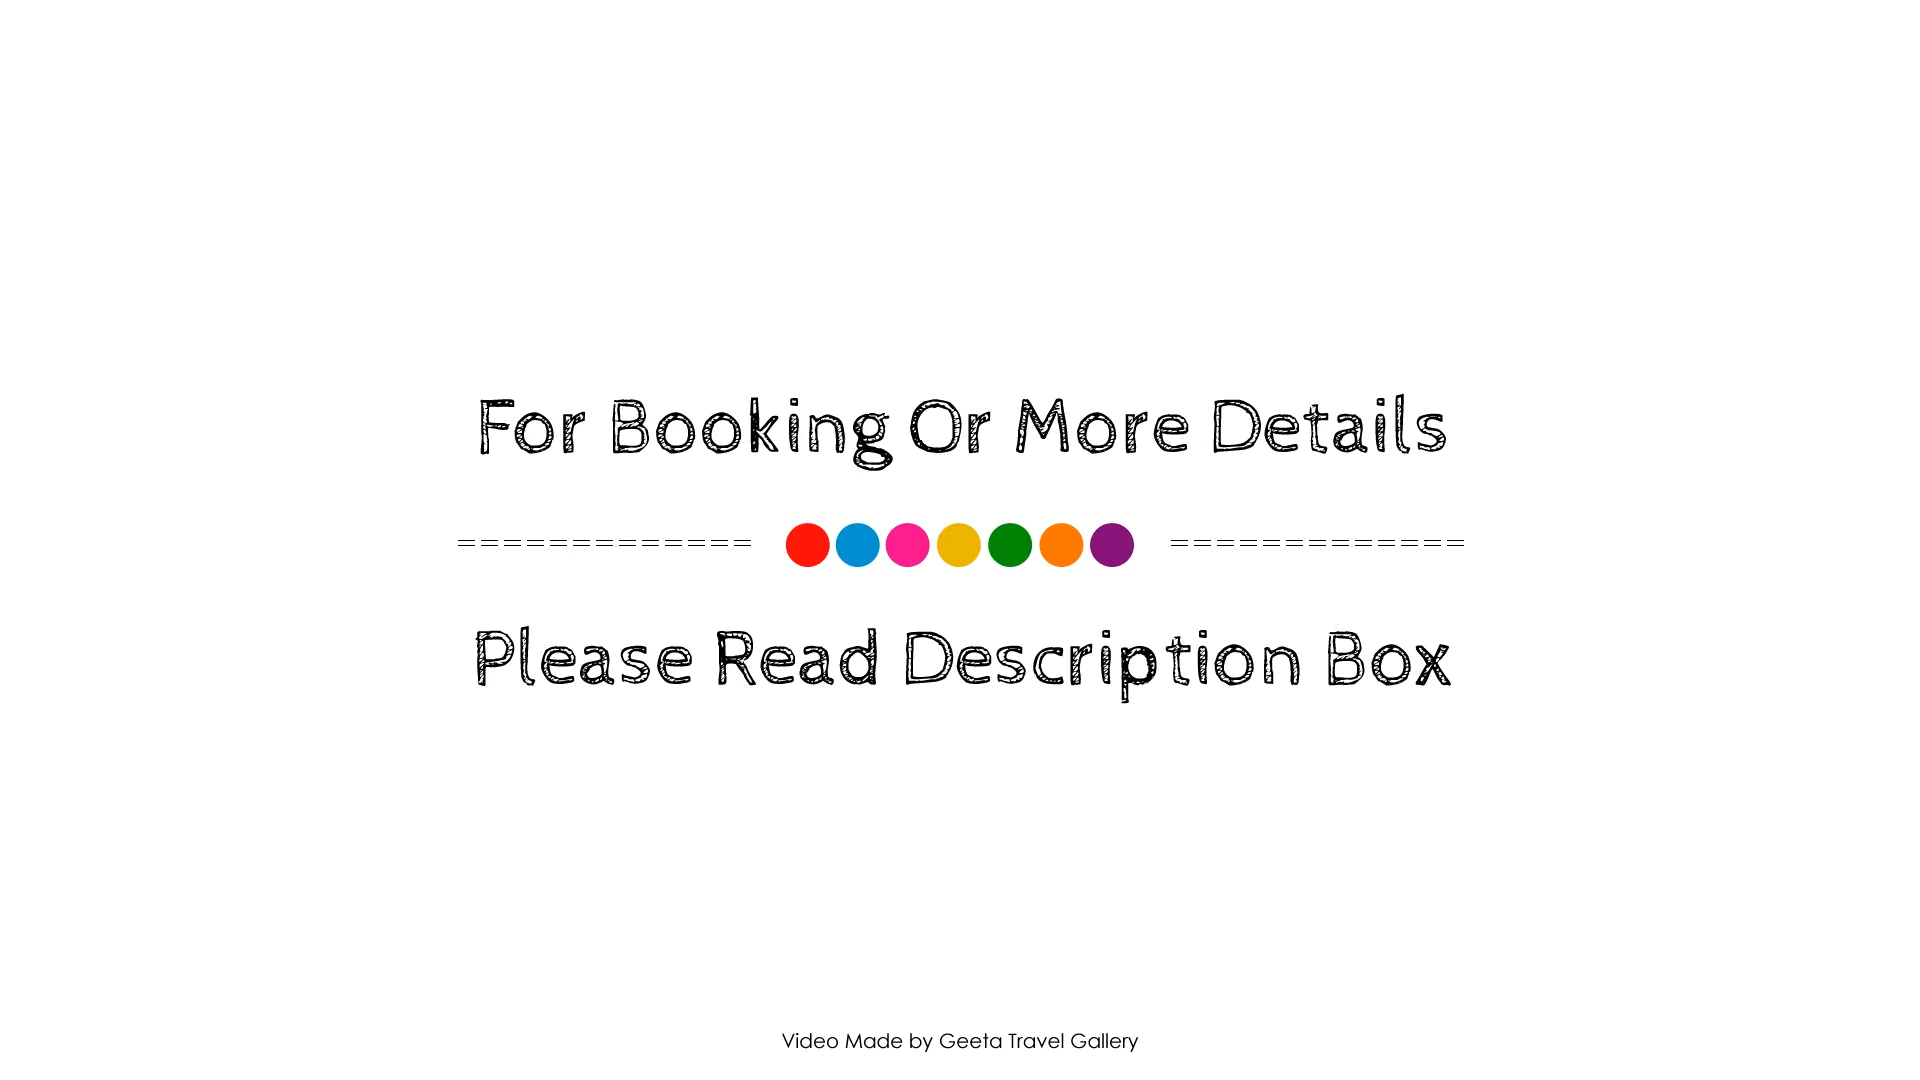 For Booking Or More Details
============= =============
Please Read Description Box
Video Made by Geeta Travel Gallery